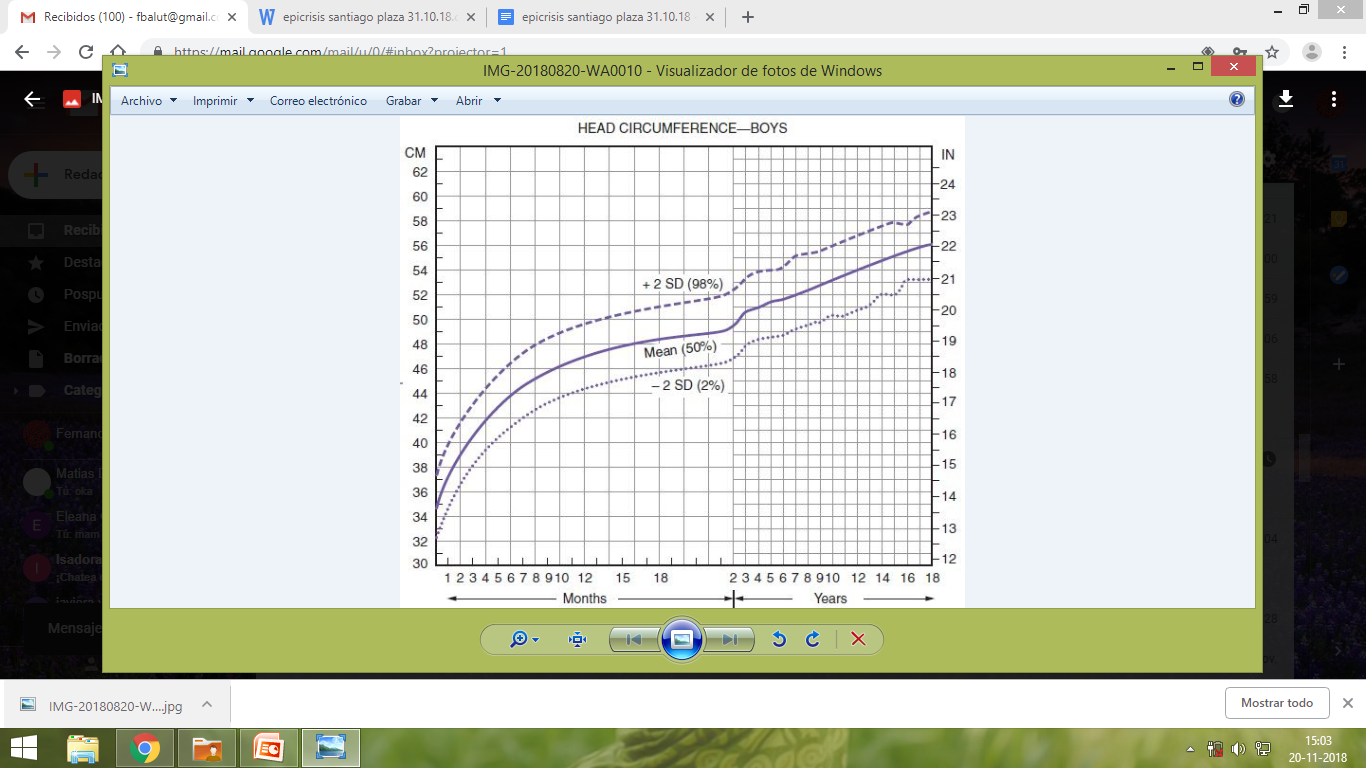 Recibidos (100) - fbalut@gmail.c
epicrisis santiago plaza 31.10.18.
epicrisis santiago plaza 31.10.18
https://mail.google.com/mail/u/0/#inbox?projector=1
IMG-20180820-WA0010 - Visualizador de fotos de Windows
Archivo Imprimir Correo electrónico Grabar Abrir
HEAD CIRCUMFERENCE—BOYS
CM
IN
62
60
58
56
54
52
50
48
46
44
42
40
38
36
34
32
30
24
23
22
21
20
19
18
17
16
15
14
13
12
+ 2 SD (98%)
Mean (50%)
– 2 SD (2%)
1 2 3 4 5 6 7 8 9 10 12 15 18 2 3 4 5 6 7 8 9 10 12 14 16 18
Months Years
Redac
Recibi
Desta
Pospu
Enviad
Borra
Categ
Fernan
Matias
Tú: oka
Eleana
Tú: mam
Isadora
¡Chatea
Mensaje
IMG-20180820-W....jpg
Mostrar todo
15:03
20-11-2018